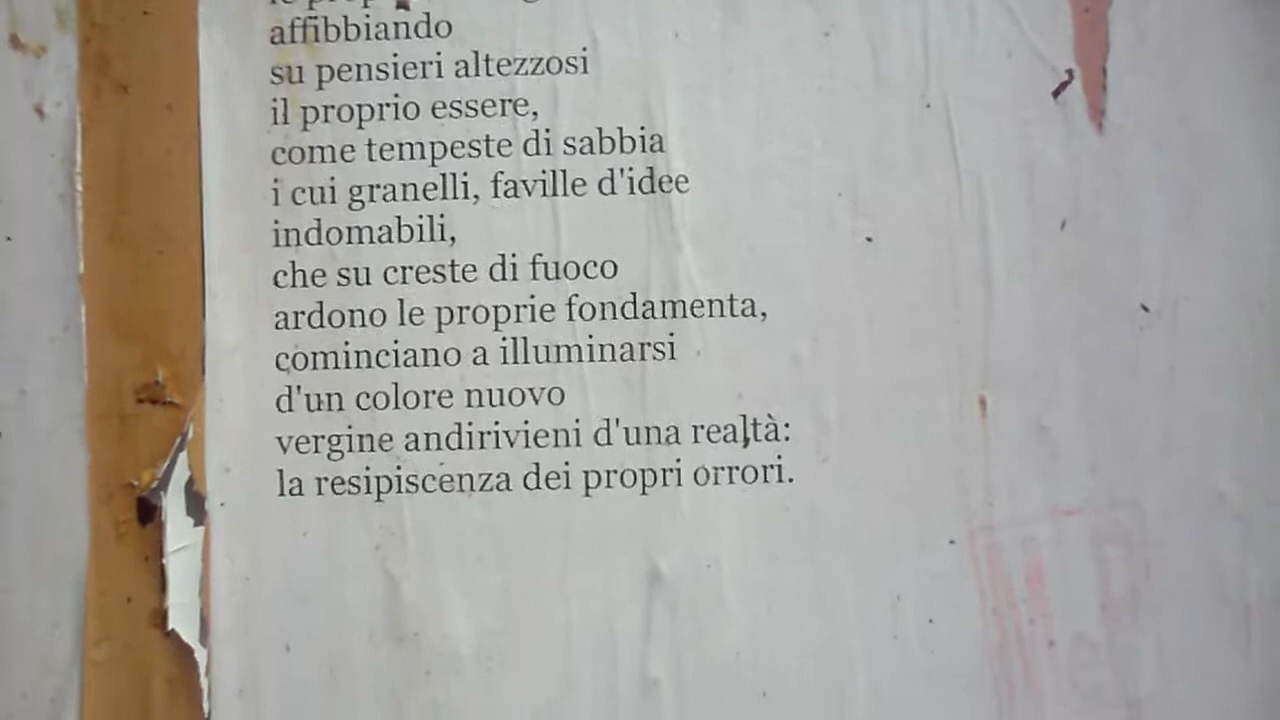 affibbiando
su pensieri altezzosi
il proprio essere,
come tempeste di sabbia
i cui granelli, faville d'idee
indomabili,
che su creste di fuoco
ardono le proprie fondamenta,
cominciano a illuminarsi
d'un colore nuovo
vergine andirivieni d'una realtà:
la resipiscenza dei propri orrori.